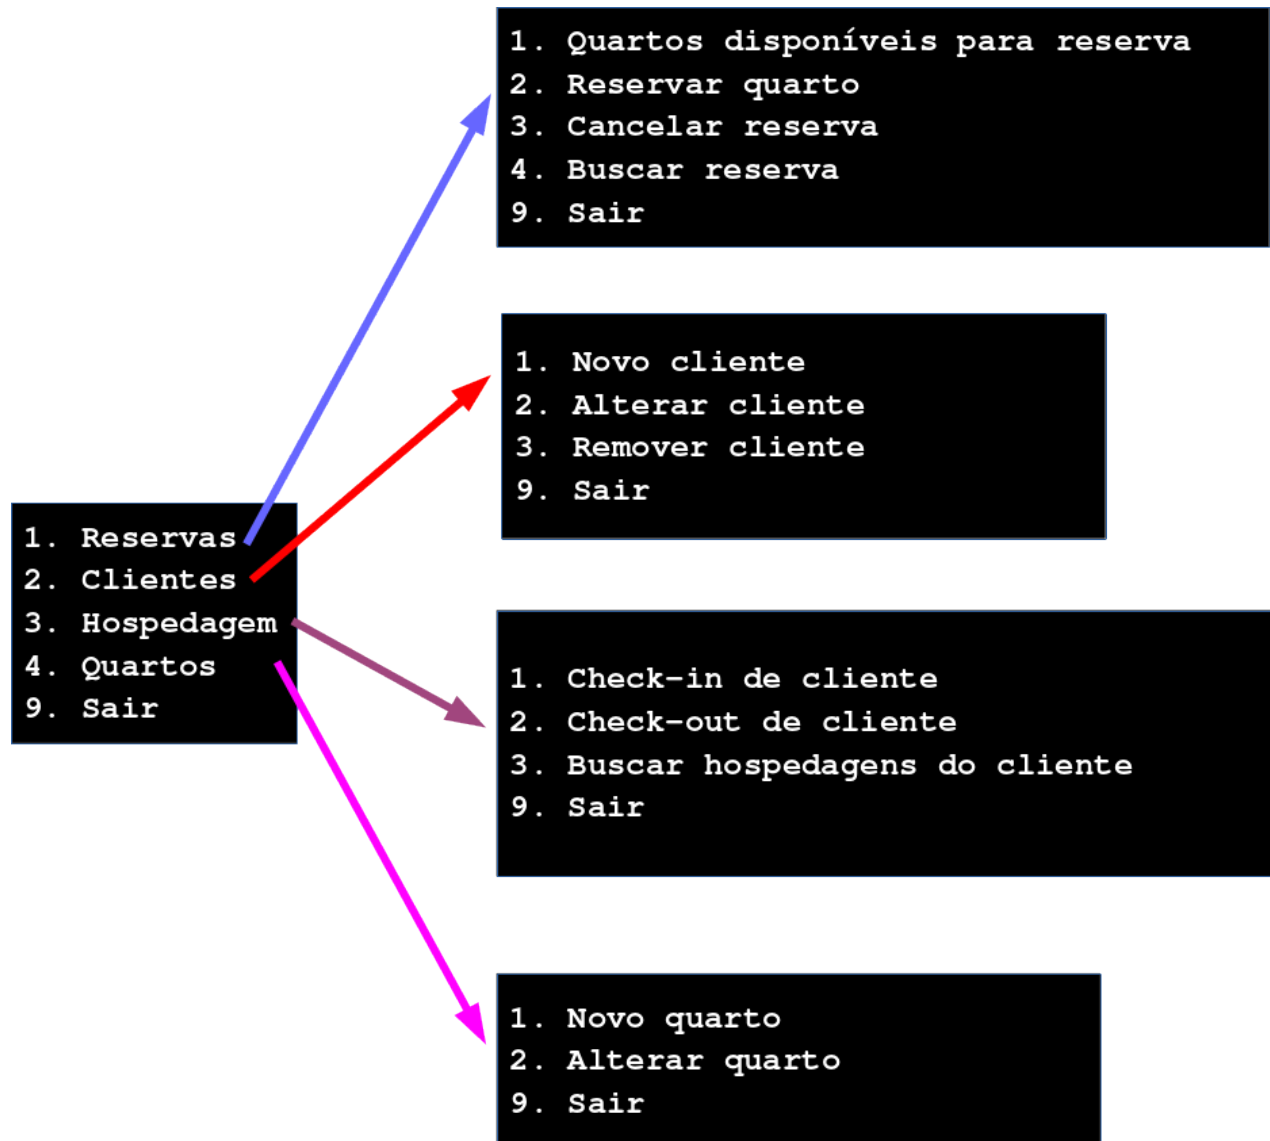 1. Quartos disponíveis para reserva
2. Reservar quarto
3. Cancelar reserva
4. Buscar reserva
9. Sair
1. Novo cliente
2. Alterar cliente
3. Remover cliente
9. Sair
1. Reservas
2. Clientes
3. Hospedagem
4. Quartos
9. Sair
1. Check-in de cliente
2. Check-out de cliente
3. Buscar hospedagens do cliente
9. Sair
1. Novo quarto
2. Alterar quarto
9. Sair